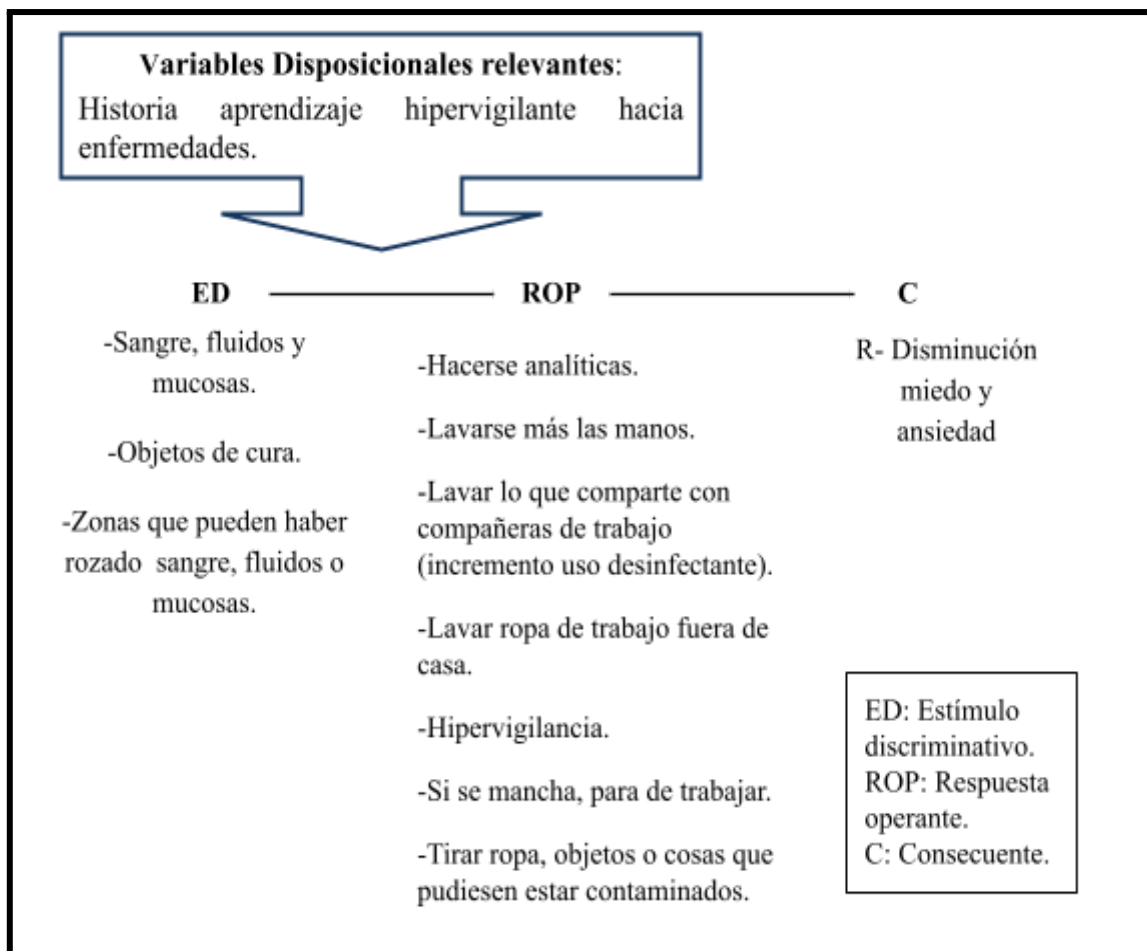 Variables Disposicionales relevantes:
Historia aprendizaje hipervigilante hacia
enfermedades.
ED
ROP
C
-Sangre, fluidos y
mucosas.
-Objetos de cura.
-Zonas que pueden haber
rozado sangre, fluidos o
mucosas.
-Hacerse analíticas.
-Lavarse más las manos.
-Lavar lo que comparte con
compañeras de trabajo
(incremento uso desinfectante).
-Lavar ropa de trabajo fuera de
casa.
-Hipervigilancia.
-Si se mancha, para de trabajar.
-Tirar ropa, objetos o cosas que
pudiesen estar contaminados.
R- Disminución
miedo y
ansiedad
ED: Estímulo
discriminativo.
ROP: Respuesta
operante.
C: Consecuente.